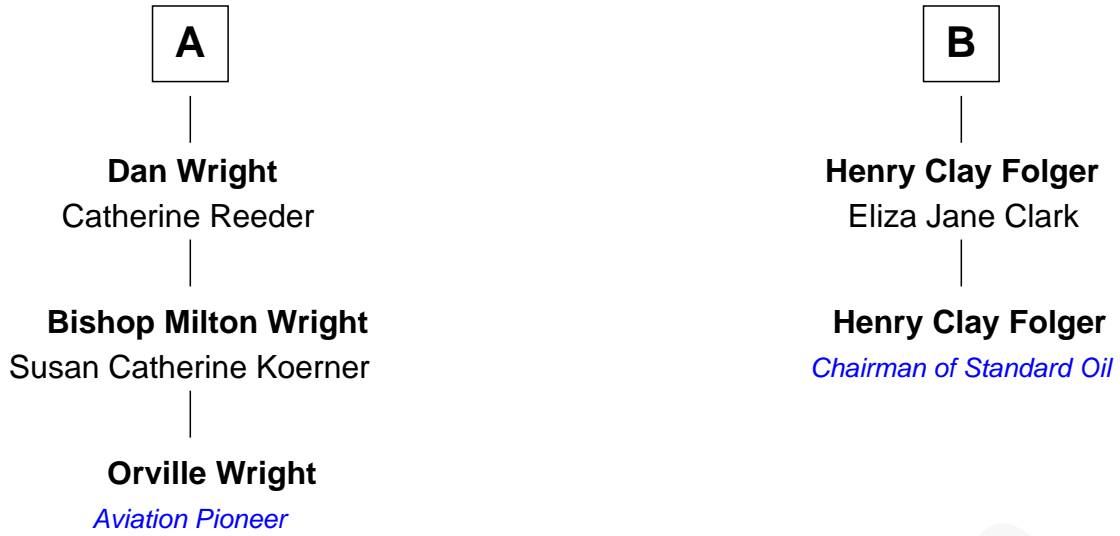 A
Dan Wright
Catherine Reeder
Bishop Milton Wright
Susan Catherine Koerner
Orville Wright
Aviation Pioneer
B
Henry Clay Folger
Eliza Jane Clark
Henry Clay Folger
Chairman of Standard Oil